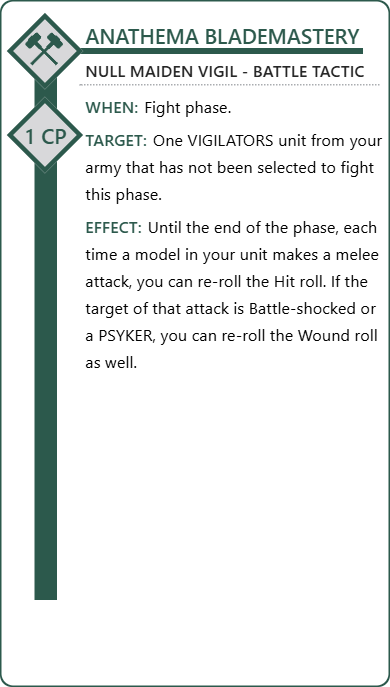 ANATHEMA BLADEMASTERY
NULL MAIDEN VIGIL - BATTLE TACTIC
1 CP
WHEN: Fight phase.
TARGET: One VIGILATORS unit from your
army that has not been selected to fight
this phase.
EFFECT: Until the end of the phase, each
time a model in your unit makes a melee
attack, you can re-roll the Hit roll. If the
target of that attack is Battle-shocked or
a PSYKER, you can re-roll the Wound roll
as well.